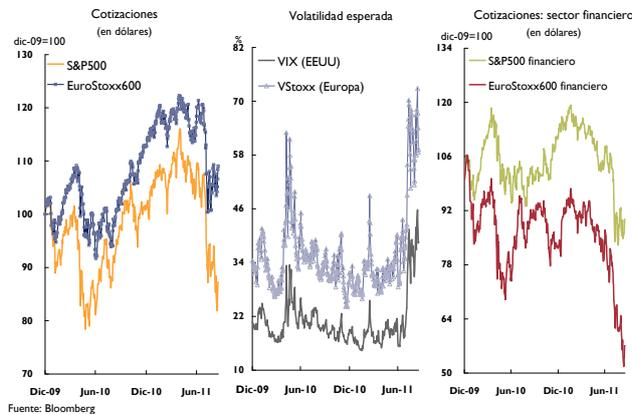 Cotizaciones
(en dólares)
dic-09=100
S&P500
EuroStoxx600
130
120
110
100
90
80
70
Dic-09
Jun-10
Dic-10
Jun-11
Volatilidad esperada
%
VIX (EEUU)
VStoxx (Europa)
82
70
58
46
34
22
10
Dic-09
Jun-10
Dic-10
Jun-11
Cotizaciones: sector financiero
(en dólares)
dic-09=100
S&P500 financiero
EuroStoxx600 financiero
134
120
106
92
78
64
50
Dic-09
Jun-10
Dic-10
Jun-11
Fuente: Bloomberg